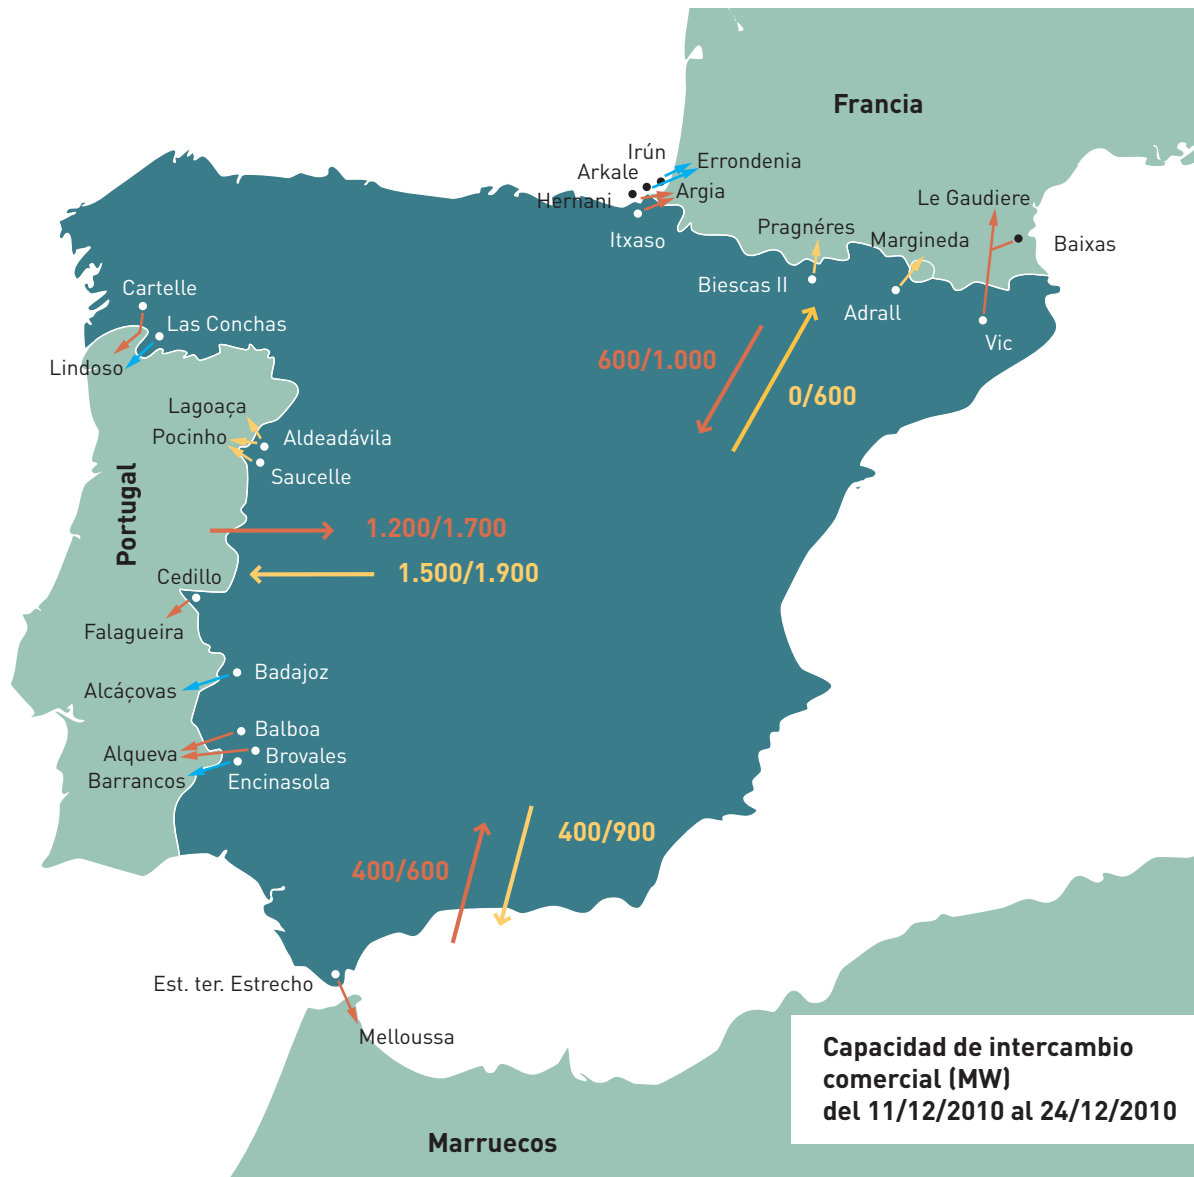 Francia
Irún
Arkale
Errondenia
Hernani
Argia
Itxaso
Le Gaudiere
Pragnéres
Margineda
Baixas
Biescas II
Adrall
Vic
Cartelle
Las Conchas
Lindoso
600/1.000
0/600
Lagoaça
Pocinho
Aldeadávila
Saucelle
Portugal
1.200/1.700
1.500/1.900
Cedillo
Falagueira
Badajoz
Alcáçovas
Balboa
Alqueva
Brovales
Barrancos
Encinasola
400/900
400/600
Est. ter. Estrecho
Melloussa
Capacidad de intercambio
comercial (MW)
del 11/12/2010 al 24/12/2010
Marruecos